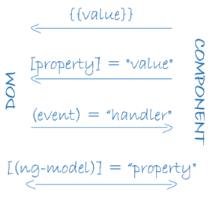 {{value}}
[property] = "value"
(event) = "handler"
[(ng-model)] = "property"
DOM
COMPONENT